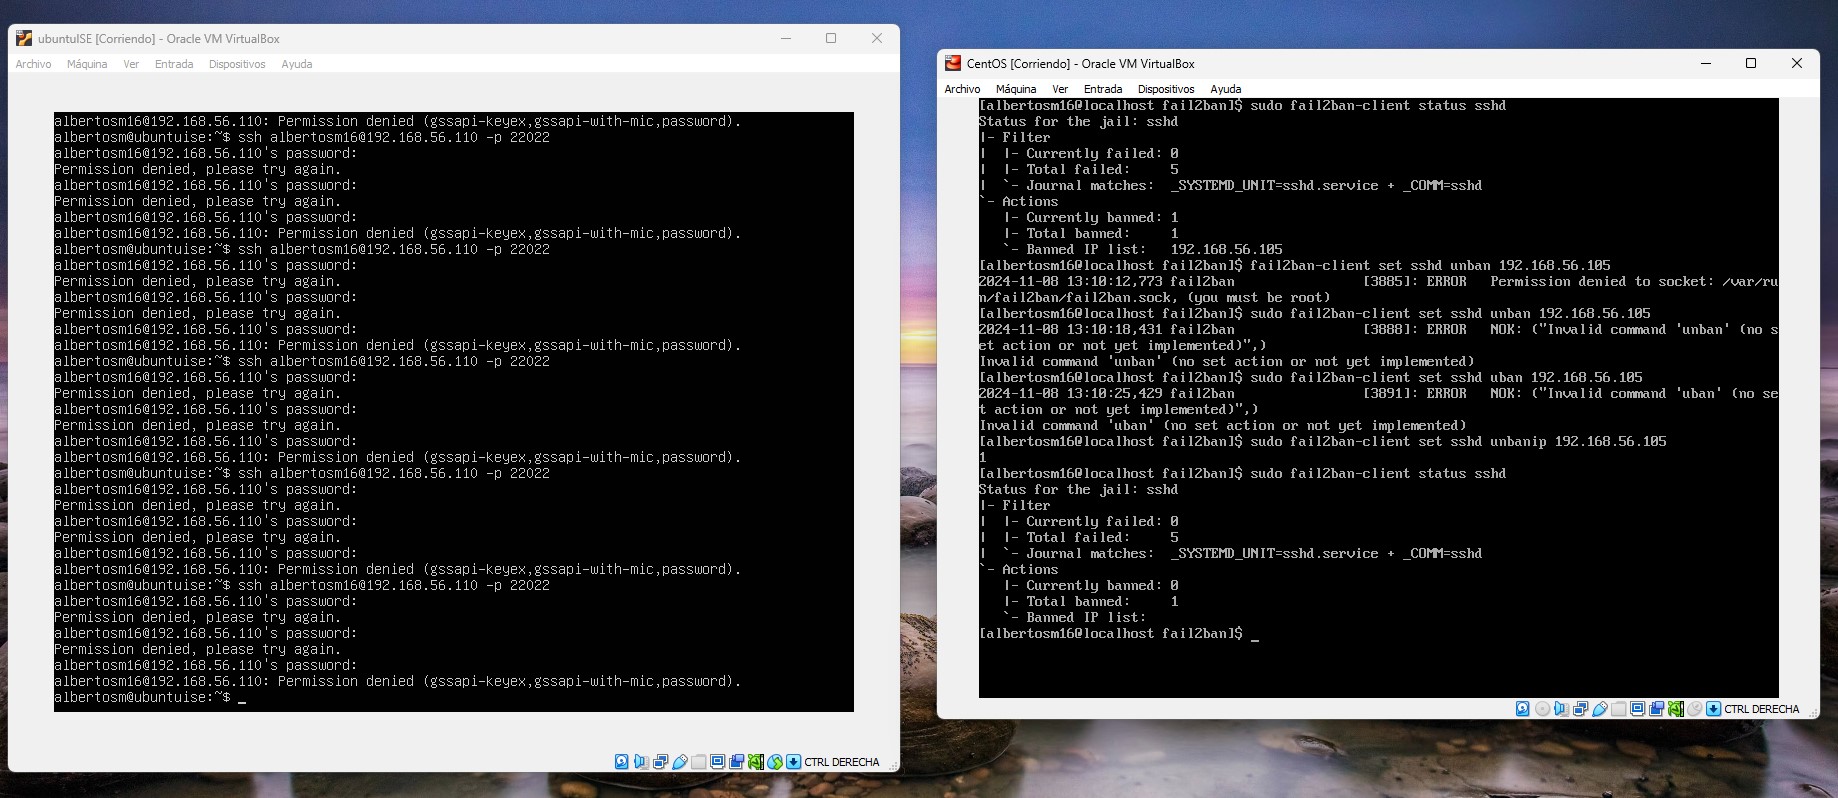 ubuntuISE [Corriendo] - Oracle VM VirtualBox
Archivo Máquina Ver Entrada Dispositivos Ayuda
albertosm16@192.168.56.110: Permission denied (gssapi-keyex,gssapi-with-mic,password).
albertosm@ubuntuise:~$ ssh albertosm16@192.168.56.110 -p 22022
albertosm16@192.168.56.110's password:
Permission denied, please try again.
albertosm16@192.168.56.110's password:
Permission denied, please try again.
albertosm16@192.168.56.110's password:
albertosm16@192.168.56.110: Permission denied (gssapi-keyex,gssapi-with-mic,password).
albertosm@ubuntuise:~$ ssh albertosm16@192.168.56.110 -p 22022
albertosm16@192.168.56.110's password:
Permission denied, please try again.
albertosm16@192.168.56.110's password:
Permission denied, please try again.
albertosm16@192.168.56.110's password:
albertosm16@192.168.56.110: Permission denied (gssapi-keyex,gssapi-with-mic,password).
albertosm@ubuntuise:~$ ssh albertosm16@192.168.56.110 -p 22022
albertosm16@192.168.56.110's password:
Permission denied, please try again.
albertosm16@192.168.56.110's password:
Permission denied, please try again.
albertosm16@192.168.56.110's password:
albertosm16@192.168.56.110: Permission denied (gssapi-keyex,gssapi-with-mic,password).
albertosm@ubuntuise:~$ ssh albertosm16@192.168.56.110 -p 22022
albertosm16@192.168.56.110's password:
Permission denied, please try again.
albertosm16@192.168.56.110's password:
Permission denied, please try again.
albertosm16@192.168.56.110's password:
albertosm16@192.168.56.110: Permission denied (gssapi-keyex,gssapi-with-mic,password).
albertosm@ubuntuise:~$ ssh albertosm16@192.168.56.110 -p 22022
albertosm16@192.168.56.110's password:
Permission denied, please try again.
albertosm16@192.168.56.110's password:
Permission denied, please try again.
albertosm16@192.168.56.110's password:
albertosm16@192.168.56.110: Permission denied (gssapi-keyex,gssapi-with-mic,password).
albertosm@ubuntuise:~$ _
CTRL DERECHA
CentOS [Corriendo] - Oracle VM VirtualBox
Archivo Máquina Ver Entrada Dispositivos Ayuda
[albertosm16@localhost fail2ban]$ sudo fail2ban-client status sshd
Status for the jail: sshd
|- Filter
|  |- Currently failed: 0
|  |- Total failed:     5
|  `- Journal matches:  _SYSTEMD_UNIT=sshd.service + _COMM=sshd
`- Actions
   |- Currently banned: 1
   |- Total banned:     1
   `- Banned IP list:   192.168.56.105
[albertosm16@localhost fail2ban]$ fail2ban-client set sshd unban 192.168.56.105
2024-11-08 13:10:12,773 fail2ban                [3885]: ERROR   Permission denied to socket: /var/ru
n/fail2ban/fail2ban.sock, (you must be root)
[albertosm16@localhost fail2ban]$ sudo fail2ban-client set sshd unban 192.168.56.105
2024-11-08 13:10:18,431 fail2ban                [3888]: ERROR   NOK: ("Invalid command 'unban' (no s
et action or not yet implemented)",)
Invalid command 'unban' (no set action or not yet implemented)
[albertosm16@localhost fail2ban]$ sudo fail2ban-client set sshd uban 192.168.56.105
2024-11-08 13:10:25,429 fail2ban                [3891]: ERROR   NOK: ("Invalid command 'uban' (no se
t action or not yet implemented)",)
Invalid command 'uban' (no set action or not yet implemented)
[albertosm16@localhost fail2ban]$ sudo fail2ban-client set sshd unbanip 192.168.56.105
1
[albertosm16@localhost fail2ban]$ sudo fail2ban-client status sshd
Status for the jail: sshd
|- Filter
|  |- Currently failed: 0
|  |- Total failed:     5
|  `- Journal matches:  _SYSTEMD_UNIT=sshd.service + _COMM=sshd
`- Actions
   |- Currently banned: 0
   |- Total banned:     1
   `- Banned IP list:
[albertosm16@localhost fail2ban]$ _
CTRL DERECHA